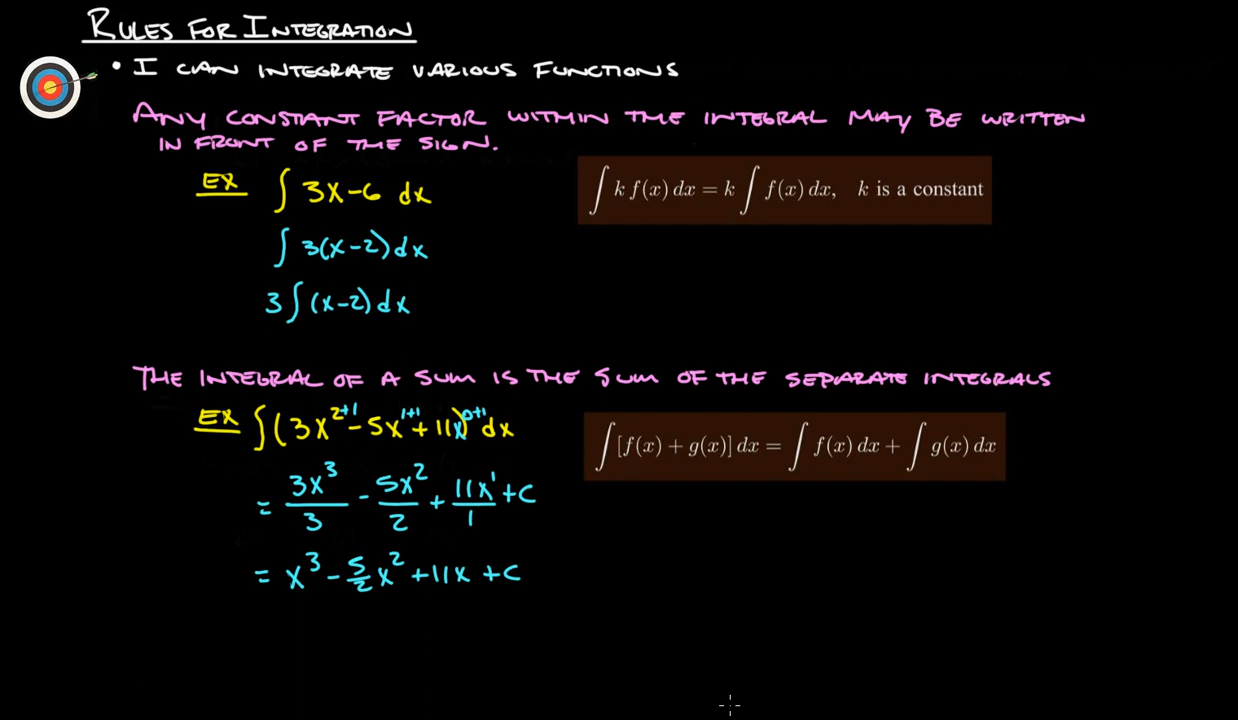 RULES FOR INTEGRATION
• I CAN INTEGRATE VARIOUS FUNCTIONS
ANY CONSTANT FACTOR WITHIN THE INTEGRAL MAY BE WRITTEN
IN FRONT OF THE SIGN.
EX ∫ 3x-6 dx
∫ k f(x) dx = k ∫ f(x) dx, k is a constant
∫ 3(x-2) dx
3 ∫ (x-2) dx
THE INTEGRAL OF A SUM IS THE SUM OF THE SEPARATE INTEGRALS
EX ∫ (3x^{2+1} - 5x^{1+1} + 11x)^{0+1} dx
∫ [f(x) + g(x)] dx = ∫ f(x) dx + ∫ g(x) dx
= 3x³/3 - 5x²/2 + 11x¹/1 + C
= x³ - 5/2 x² + 11x + C